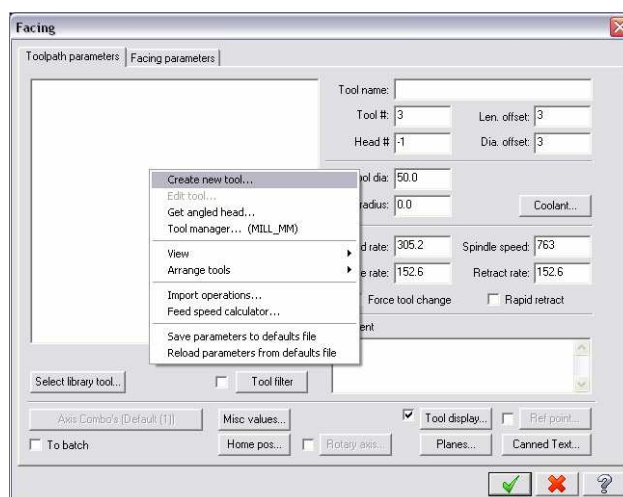 Facing
Toolpath parameters Facing parameters
Tool name:
Tool #: 3 Len. offset: 3
Head # -1 Dia. offset: 3
Create new tool...
ool dia: 50.0
Edit tool...
Get angled head...
radius: 0.0 Coolant...
Tool manager... (MILL_MM)
View
d rate: 305.2 Spindle speed: 763
Arrange tools
e rate: 152.6 Retract rate: 152.6
Import operations...
Force tool change Rapid retract
Feed speed calculator...
ent
Save parameters to defaults file
Reload parameters from defaults file
Select library tool... Tool filter
Axis Combo's (Default (1)) Misc values... Tool display... Ref point...
To batch Home pos... Rotary axis... Planes... Canned Text...